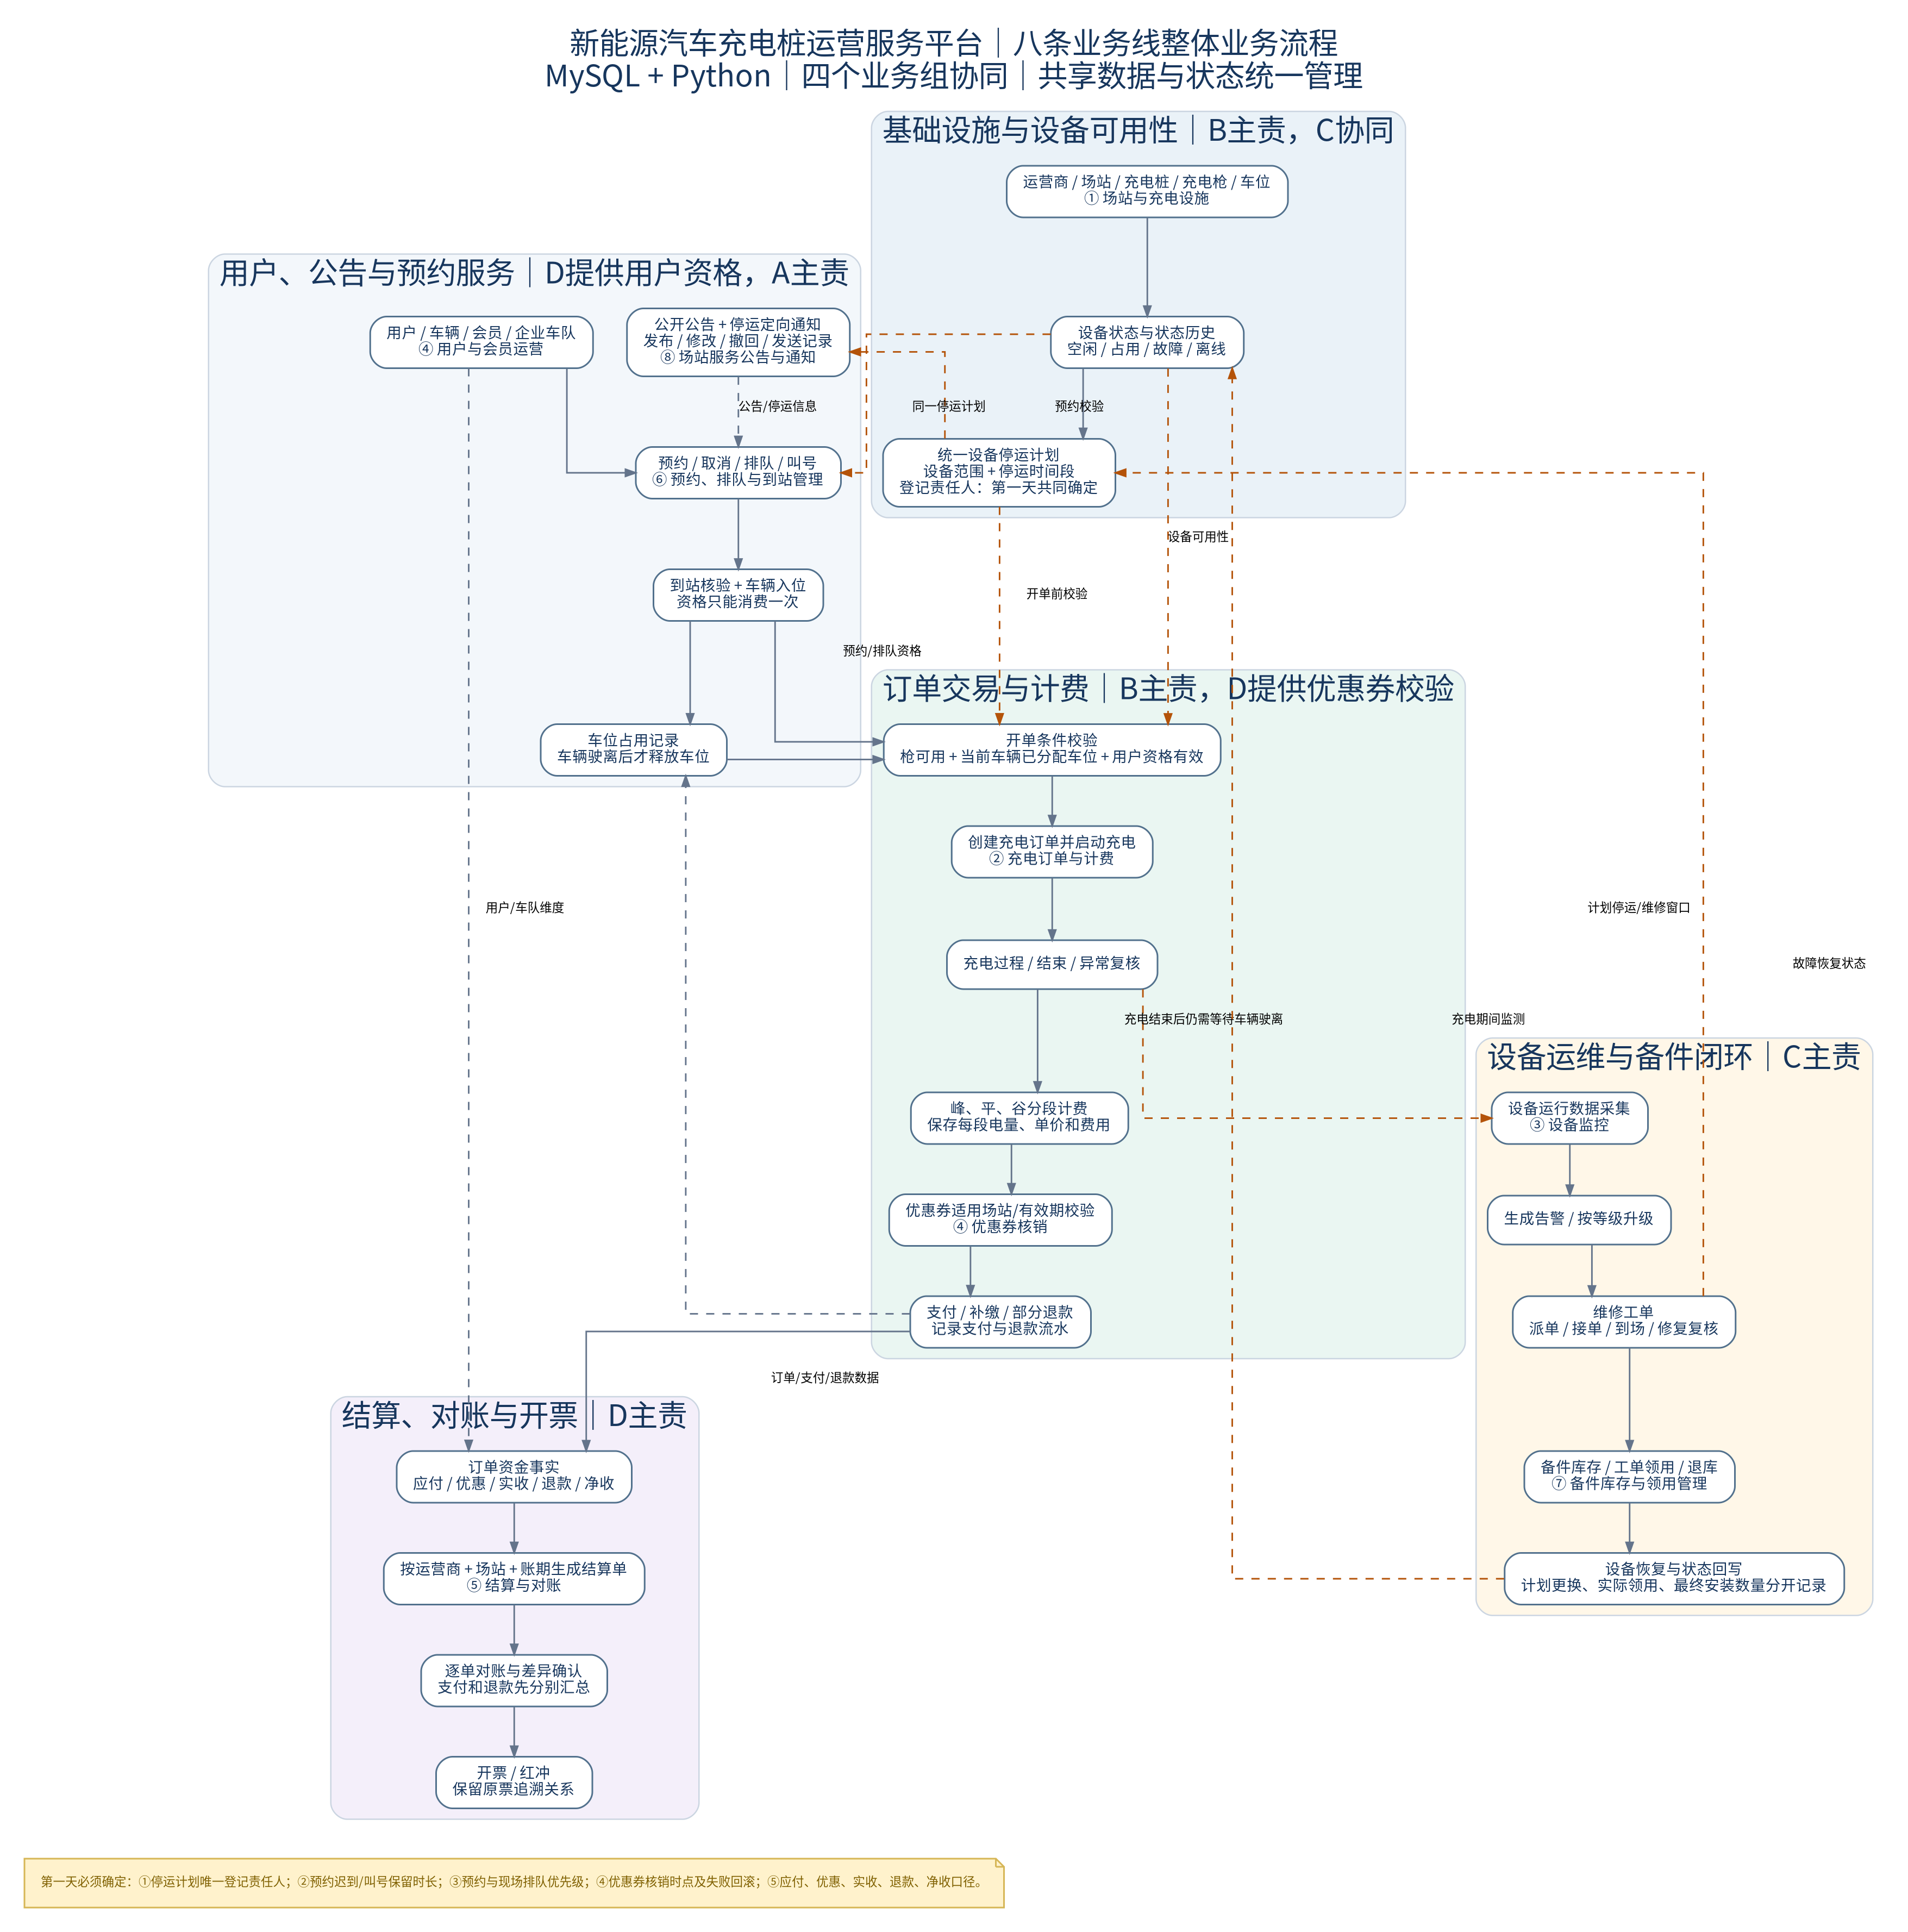 新能源汽车充电桩运营服务平台｜八条业务线整体业务流程
MySQL + Python｜四个业务组协同｜共享数据与状态统一管理
基础设施与设备可用性｜B主责，C协同
运营商 / 场站 / 充电桩 / 充电枪 / 车位
① 场站与充电设施
设备状态与状态历史
空闲 / 占用 / 故障 / 离线
同一停运计划
预约校验
统一设备停运计划
设备范围 + 停运时间段
登记责任人：第一天共同确定
用户、公告与预约服务｜D提供用户资格，A主责
用户 / 车辆 / 会员 / 企业车队
④ 用户与会员运营
公开公告 + 停运定向通知
发布 / 修改 / 撤回 / 发送记录
⑧ 场站服务公告与通知
公告/停运信息
预约 / 取消 / 排队 / 叫号
⑥ 预约、排队与到站管理
到站核验 + 车辆入位
资格只能消费一次
车位占用记录
车辆驶离后才释放车位
设备可用性
开单前校验
预约/排队资格
订单交易与计费｜B主责，D提供优惠券校验
开单条件校验
枪可用 + 当前车辆已分配车位 + 用户资格有效
创建充电订单并启动充电
② 充电订单与计费
充电过程 / 结束 / 异常复核
充电结束后仍需等待车辆驶离
充电期间监测
峰、平、谷分段计费
保存每段电量、单价和费用
优惠券适用场站/有效期校验
④ 优惠券核销
支付 / 补缴 / 部分退款
记录支付与退款流水
用户/车队维度
计划停运/维修窗口
故障恢复状态
设备运维与备件闭环｜C主责
设备运行数据采集
③ 设备监控
生成告警 / 按等级升级
维修工单
派单 / 接单 / 到场 / 修复复核
备件库存 / 工单领用 / 退库
⑦ 备件库存与领用管理
设备恢复与状态回写
计划更换、实际领用、最终安装数量分开记录
订单/支付/退款数据
结算、对账与开票｜D主责
订单资金事实
应付 / 优惠 / 实收 / 退款 / 净收
按运营商 + 场站 + 账期生成结算单
⑤ 结算与对账
逐单对账与差异确认
支付和退款先分别汇总
开票 / 红冲
保留原票追溯关系
第一天必须确定：①停运计划唯一登记责任人；②预约迟到/叫号保留时长；③预约与现场排队优先级；④优惠券核销时点及失败回滚；⑤应付、优惠、实收、退款、净收口径。